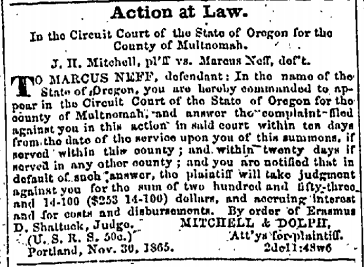 Action at Law.
In the Circuit Court of the State of Oregon for the
County of Multnomah.
J. H. Mitchell, pl'ff vs. Marcus Neff, def't.
TO MARCUS NEFF, defendant: In the name of the
State of Oregon, you are hereby commanded to ap-
pear in the Circuit Court of the State of Oregon for the
county of Multnomah, and answer the complaint filed
against you in this action in said court within ten days
from the date of the service upon you of this summons, if
served within this county; and within twenty days if
served in any other county; and you are notified that in
default of such answer, the plaintiff will take judgment
against you for the sum of two hundred and fifty-three
and 14-100 ($253 14-100) dollars, and accruing interest
and for costs and disbursements. By order of Erasmus
D. Shattuck, Judge. MITCHELL & DOLPH,
(U. S. R. S. 50c.) Att'ys for plaintiff.
Portland, Nov. 30, 1865. 2de11:48w6